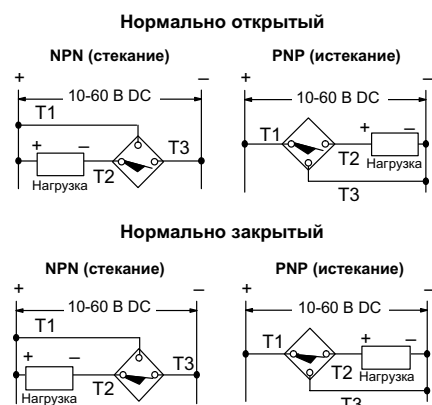 Нормально открытый
NPN (стекание)
PNP (истекание)
+ – + –
10-60 В DC
10-60 В DC
T1
+ –
T2
T3
Нагрузка
T1
+ –
T2
Нагрузка
T3
Нормально закрытый
NPN (стекание)
PNP (истекание)
+ – + –
10-60 В DC
10-60 В DC
T1
+ –
T2
T3
Нагрузка
T1
+ –
T2
Нагрузка
T3